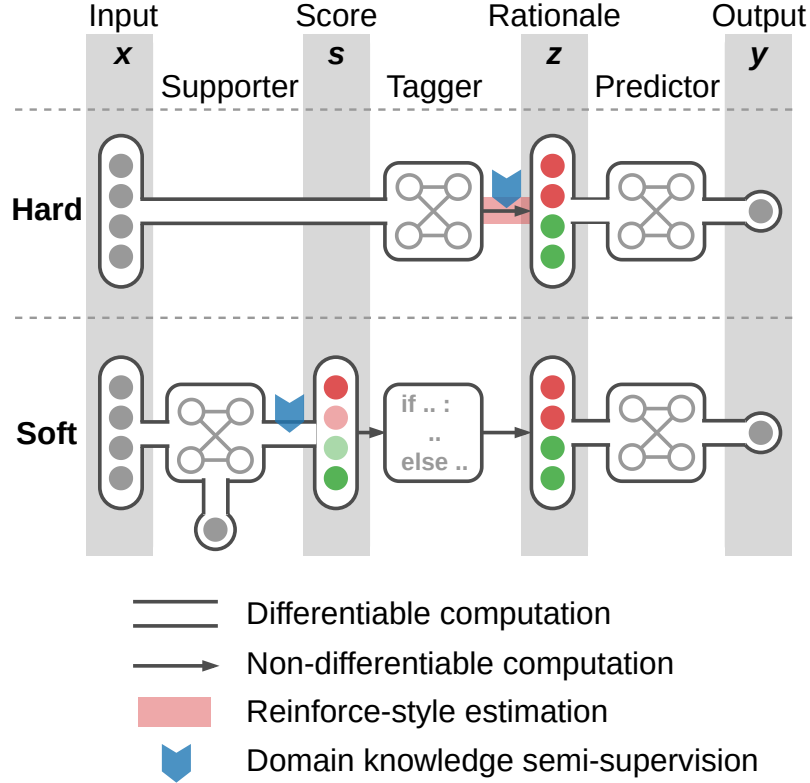 Input Score Rationale Output
x s z y
Supporter Tagger Predictor
Hard
Soft
if .. :
..
else ..
Differentiable computation
Non-differentiable computation
Reinforce-style estimation
Domain knowledge semi-supervision